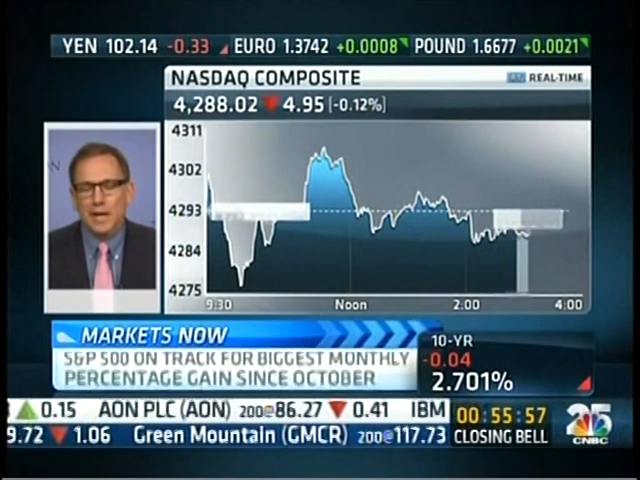 YEN 102.14 -0.33 EURO 1.3742 +0.0008 POUND 1.6677 +0.0021
NASDAQ COMPOSITE REAL-TIME
4,288.02 4.95 [-0.12%]
4311
4302
4293
4284
4275
9:30 Noon 2:00 4:00
MARKETS NOW
S&P 500 ON TRACK FOR BIGGEST MONTHLY
PERCENTAGE GAIN SINCE OCTOBER
10-YR
-0.04
2.701%
0.15 AON PLC (AON) 200@86.27 0.41 IBM
9.72 1.06 Green Mountain (GMCR) 200@117.73
00:55:57
CLOSING BELL
25
CNBC